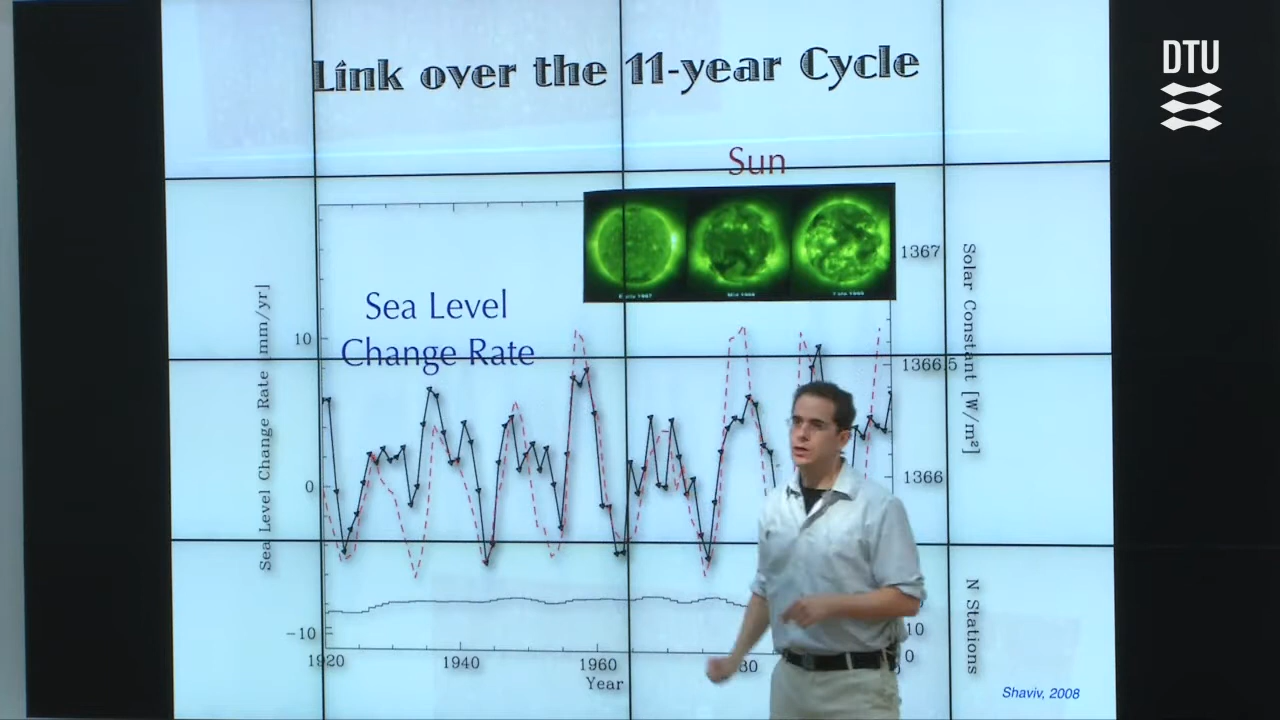 DTU
Link over the 11-year Cycle
Sun
1367
Sea Level
Change Rate
Sea Level Change Rate [mm/yr]
10
0
-10
1366.5
1366
Solar Constant [W/m²]
N Stations
10
0
1920
1940
1960
80
Year
Shaviv, 2008